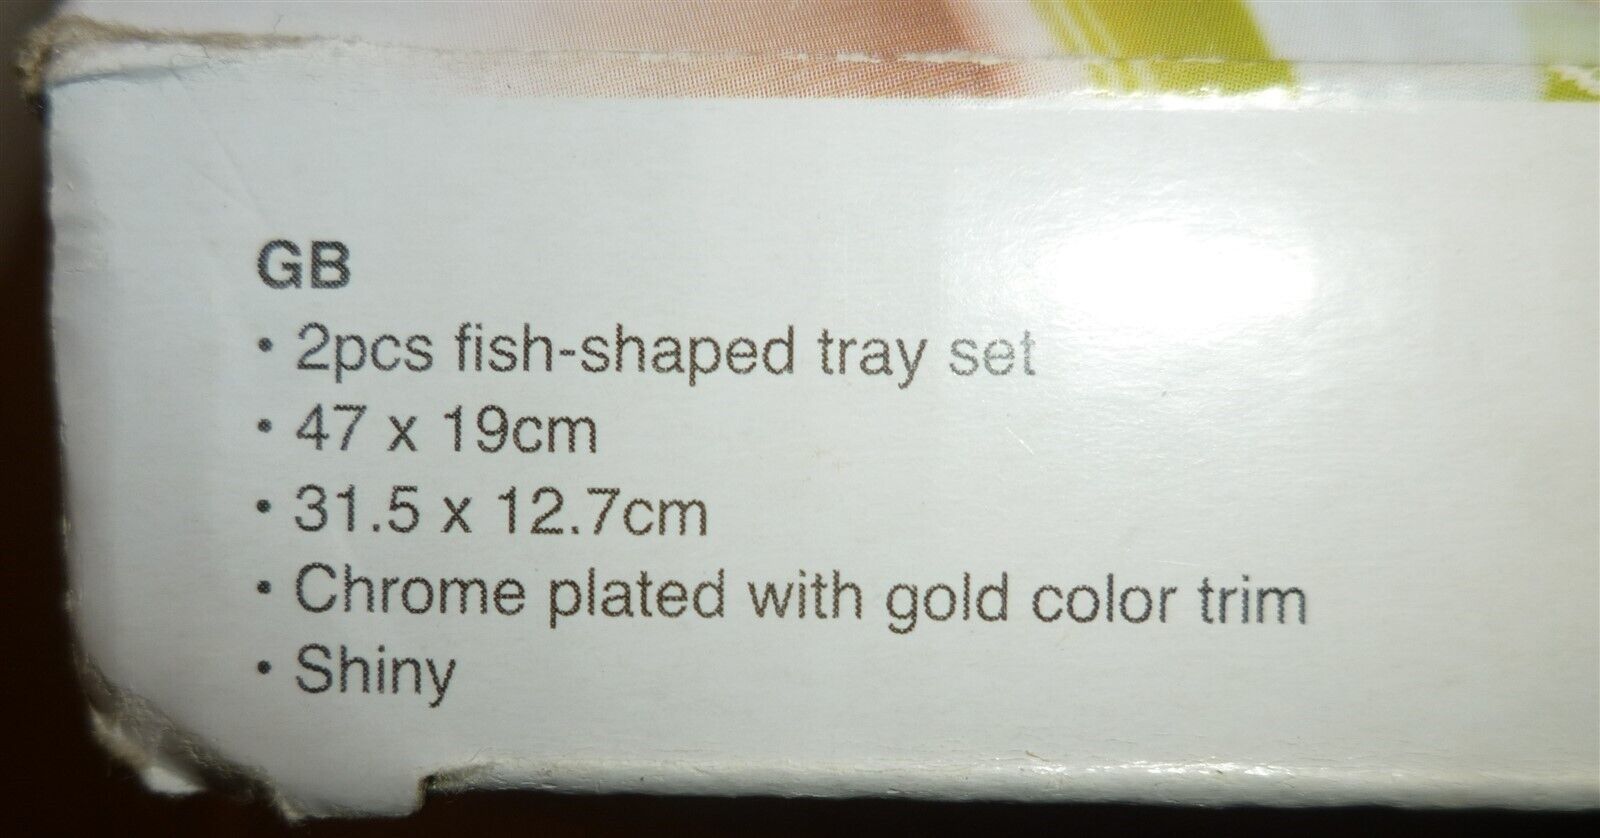 GB
• 2pcs fish-shaped tray set
• 47 x 19cm
• 31.5 x 12.7cm
• Chrome plated with gold color trim
• Shiny